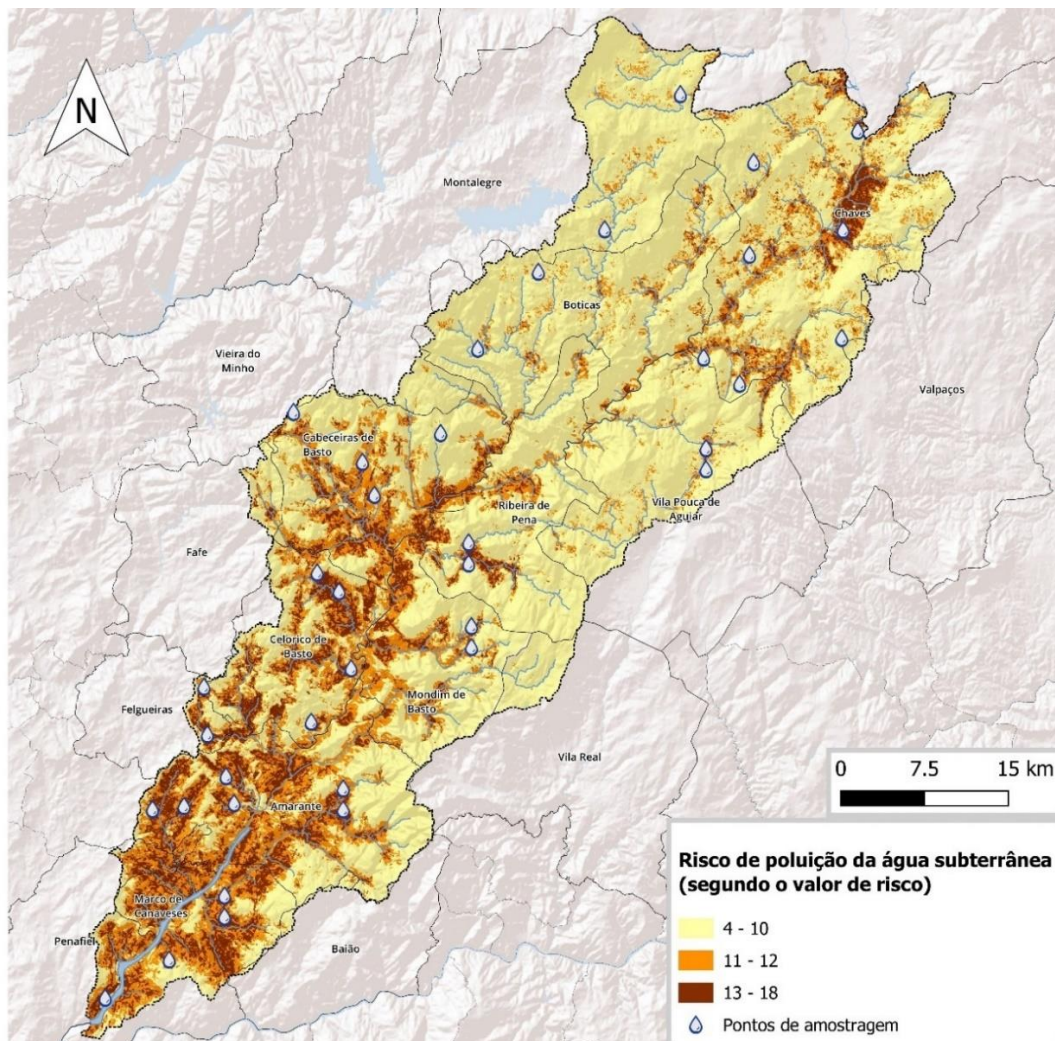 N
Montalegre
Chaves
Boticas
Vieira do
Minho
Valpaços
Cabeceiras de
Basto
Ribeira de
Pena
Vila Pouca de
Aguiar
Fafe
Celorico de
Basto
Mondim de
Basto
Felgueiras
Vila Real
0 7.5 15 km
Amarante
Risco de poluição da água subterrânea
(segundo o valor de risco)
4 - 10
11 - 12
13 - 18
Pontos de amostragem
Marco de
Canaveses
Penafiel
Baião